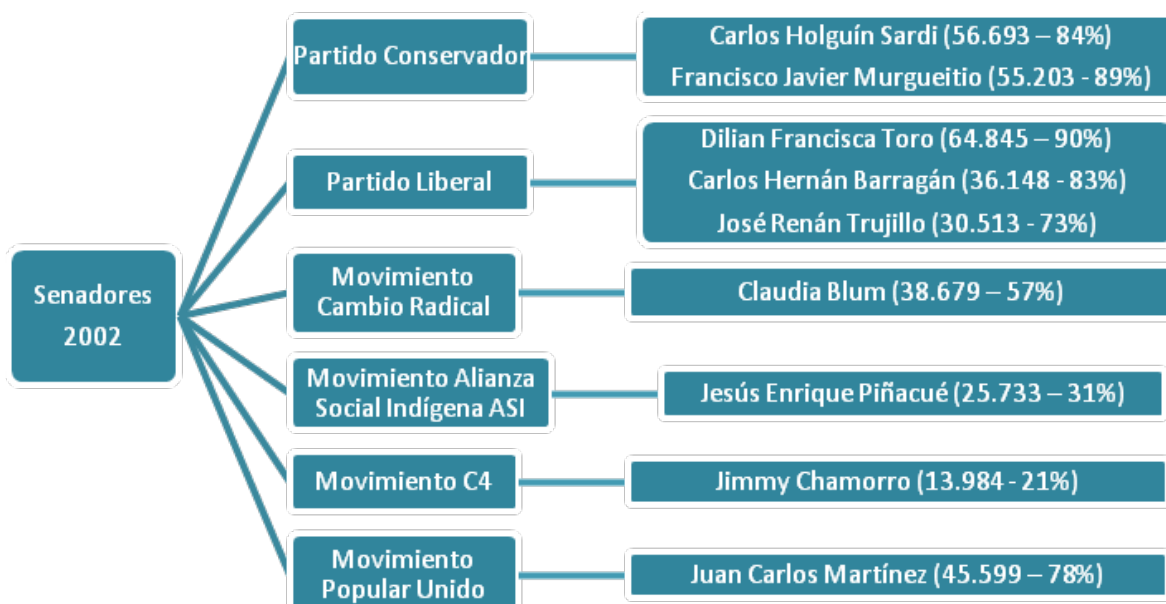 Senadores
2002
Partido Conservador
Carlos Holguín Sardi (56.693 – 84%)
Francisco Javier Murgueitio (55.203 - 89%)
Partido Liberal
Dilian Francisca Toro (64.845 – 90%)
Carlos Hernán Barragán (36.148 - 83%)
José Renán Trujillo (30.513 - 73%)
Movimiento
Cambio Radical
Claudia Blum (38.679 – 57%)
Movimiento Alianza
Social Indígena ASI
Jesús Enrique Piñacué (25.733 – 31%)
Movimiento C4
Jimmy Chamorro (13.984 - 21%)
Movimiento
Popular Unido
Juan Carlos Martínez (45.599 – 78%)